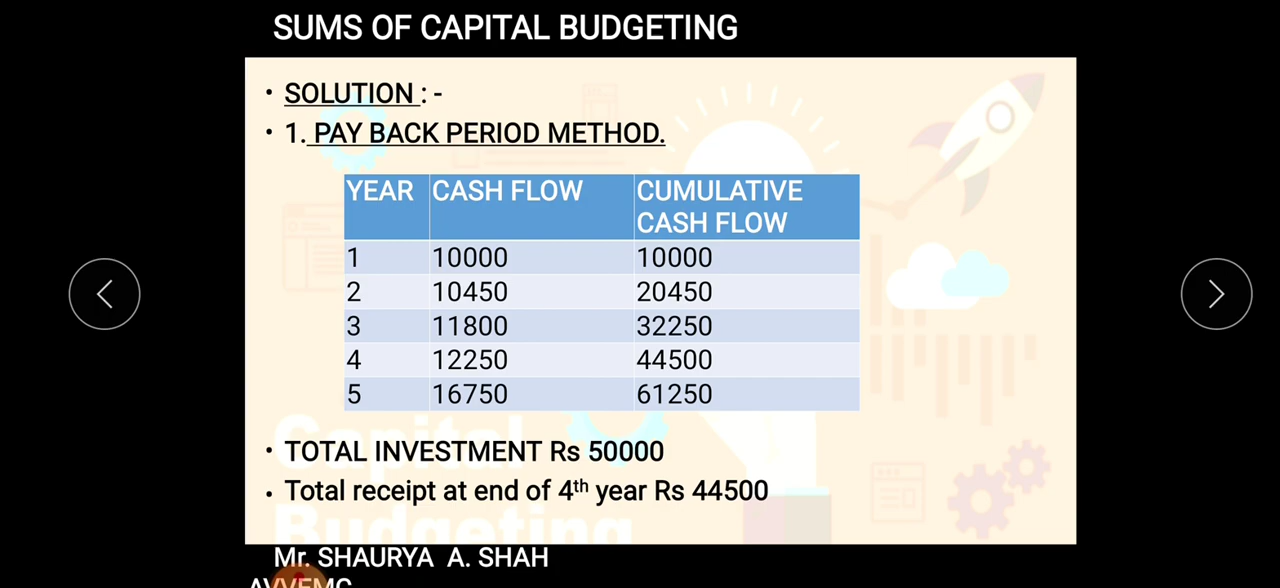 SUMS OF CAPITAL BUDGETING
• SOLUTION : -
• 1. PAY BACK PERIOD METHOD.
YEAR CASH FLOW CUMULATIVE CASH FLOW
1 10000 10000
2 10450 20450
3 11800 32250
4 12250 44500
5 16750 61250
• TOTAL INVESTMENT Rs 50000
• Total receipt at end of 4th year Rs 44500
Capital
Budgeting
Mr. SHAURYA A. SHAH